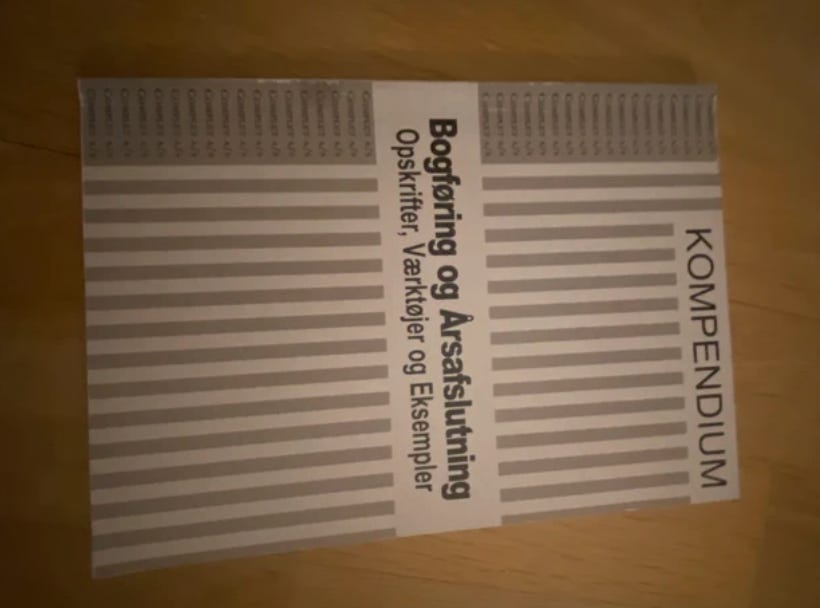 KOMPENDIUM
Bogføring og Årsafslutning
Opskrifter, Værktøjer og Eksempler